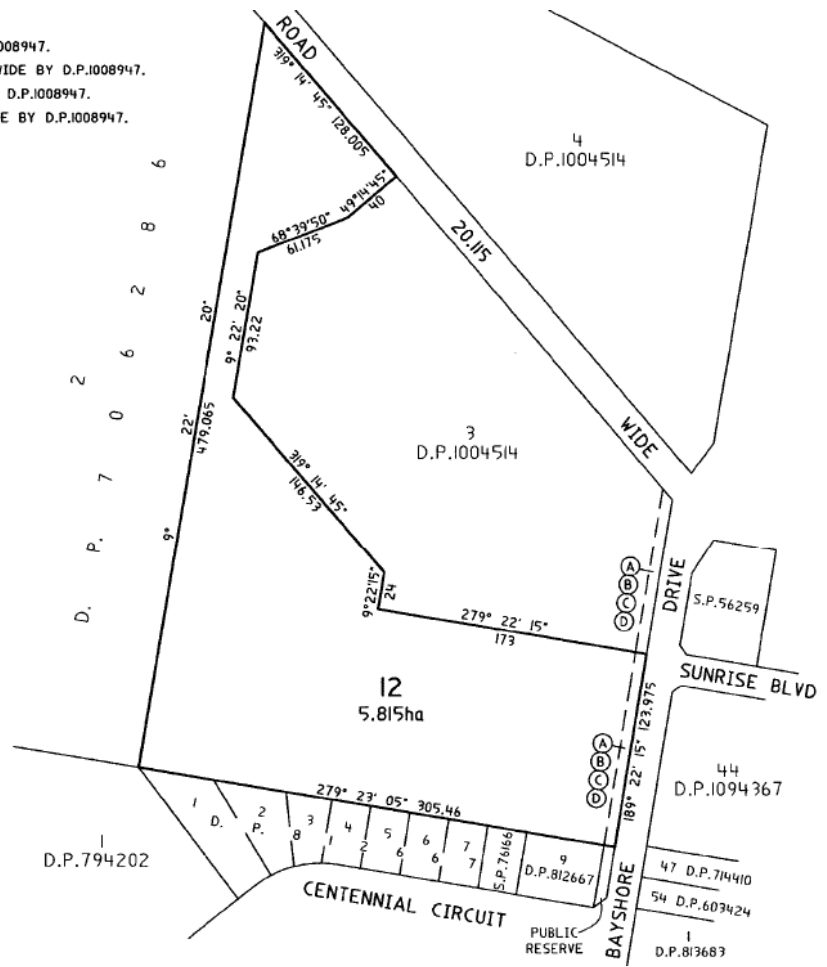 008947.
WIDE BY D.P.1008947.
D.P.1008947.
E BY D.P.1008947.
ROAD
319° 14' 45" 128.005
4
D.P.1004514
49°14'45"
40
68°39'50"
61.175
20.115
9° 22' 20"
93.22
9° 22' 20"
479.065
D. P. 7 0 2 6 2 8 6
3
D.P.1004514
WIDE
319° 14' 45"
146.53
9°22'15"
24
279° 22' 15"
173
A
B
C
D
DRIVE
S.P.56259
SUNRISE BLVD
12
5.815ha
A
B
C
D
189° 22' 15" 123.975
44
D.P.1094367
279° 23' 05" 305.46
1
D.P.794202
1 2 3 4 5 6 7
D. P. 8 1 2 6 6 7
S.P.76166
9
D.P.812667
47 D.P.714410
54 D.P.603424
1
D.P.813683
CENTENNIAL CIRCUIT
PUBLIC
RESERVE
BAYSHORE